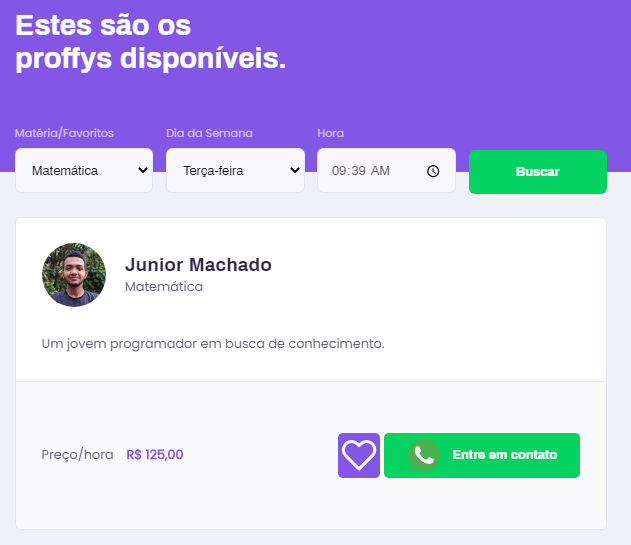 Estes são os
proffys disponíveis.
Matéria/Favoritos Dia da Semana Hora
Matemática Terça-feira 09:39 AM Buscar
Junior Machado
Matemática
Um jovem programador em busca de conhecimento.
Preço/hora R$ 125,00 Entre em contato